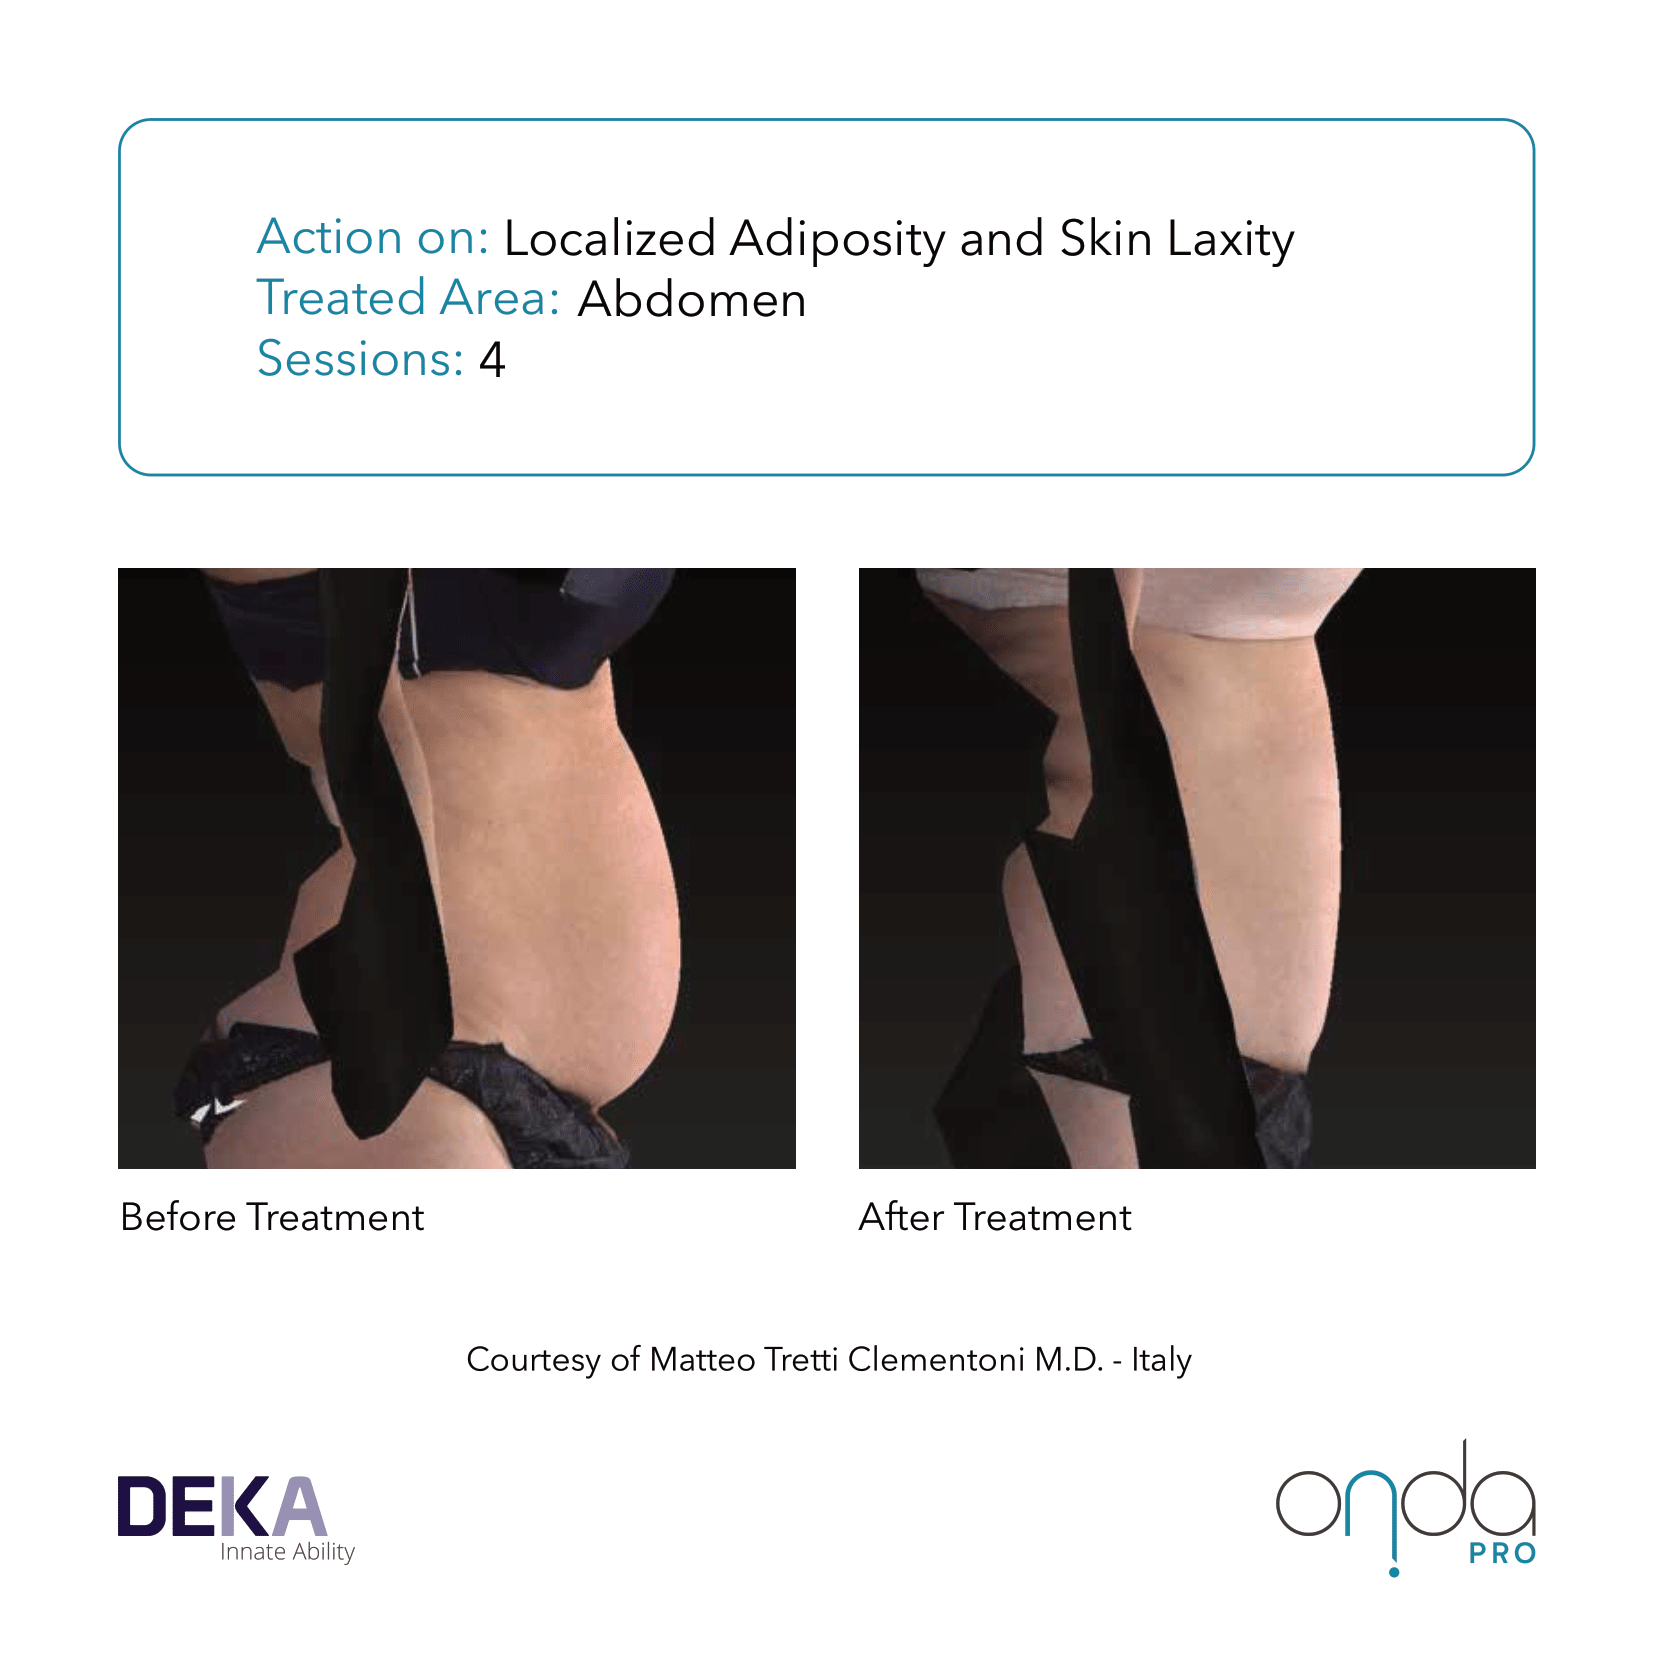 Action on: Localized Adiposity and Skin Laxity
Treated Area: Abdomen
Sessions: 4
Before Treatment
After Treatment
Courtesy of Matteo Tretti Clementoni M.D. - Italy
DEKA
Innate Ability
onda
PRO